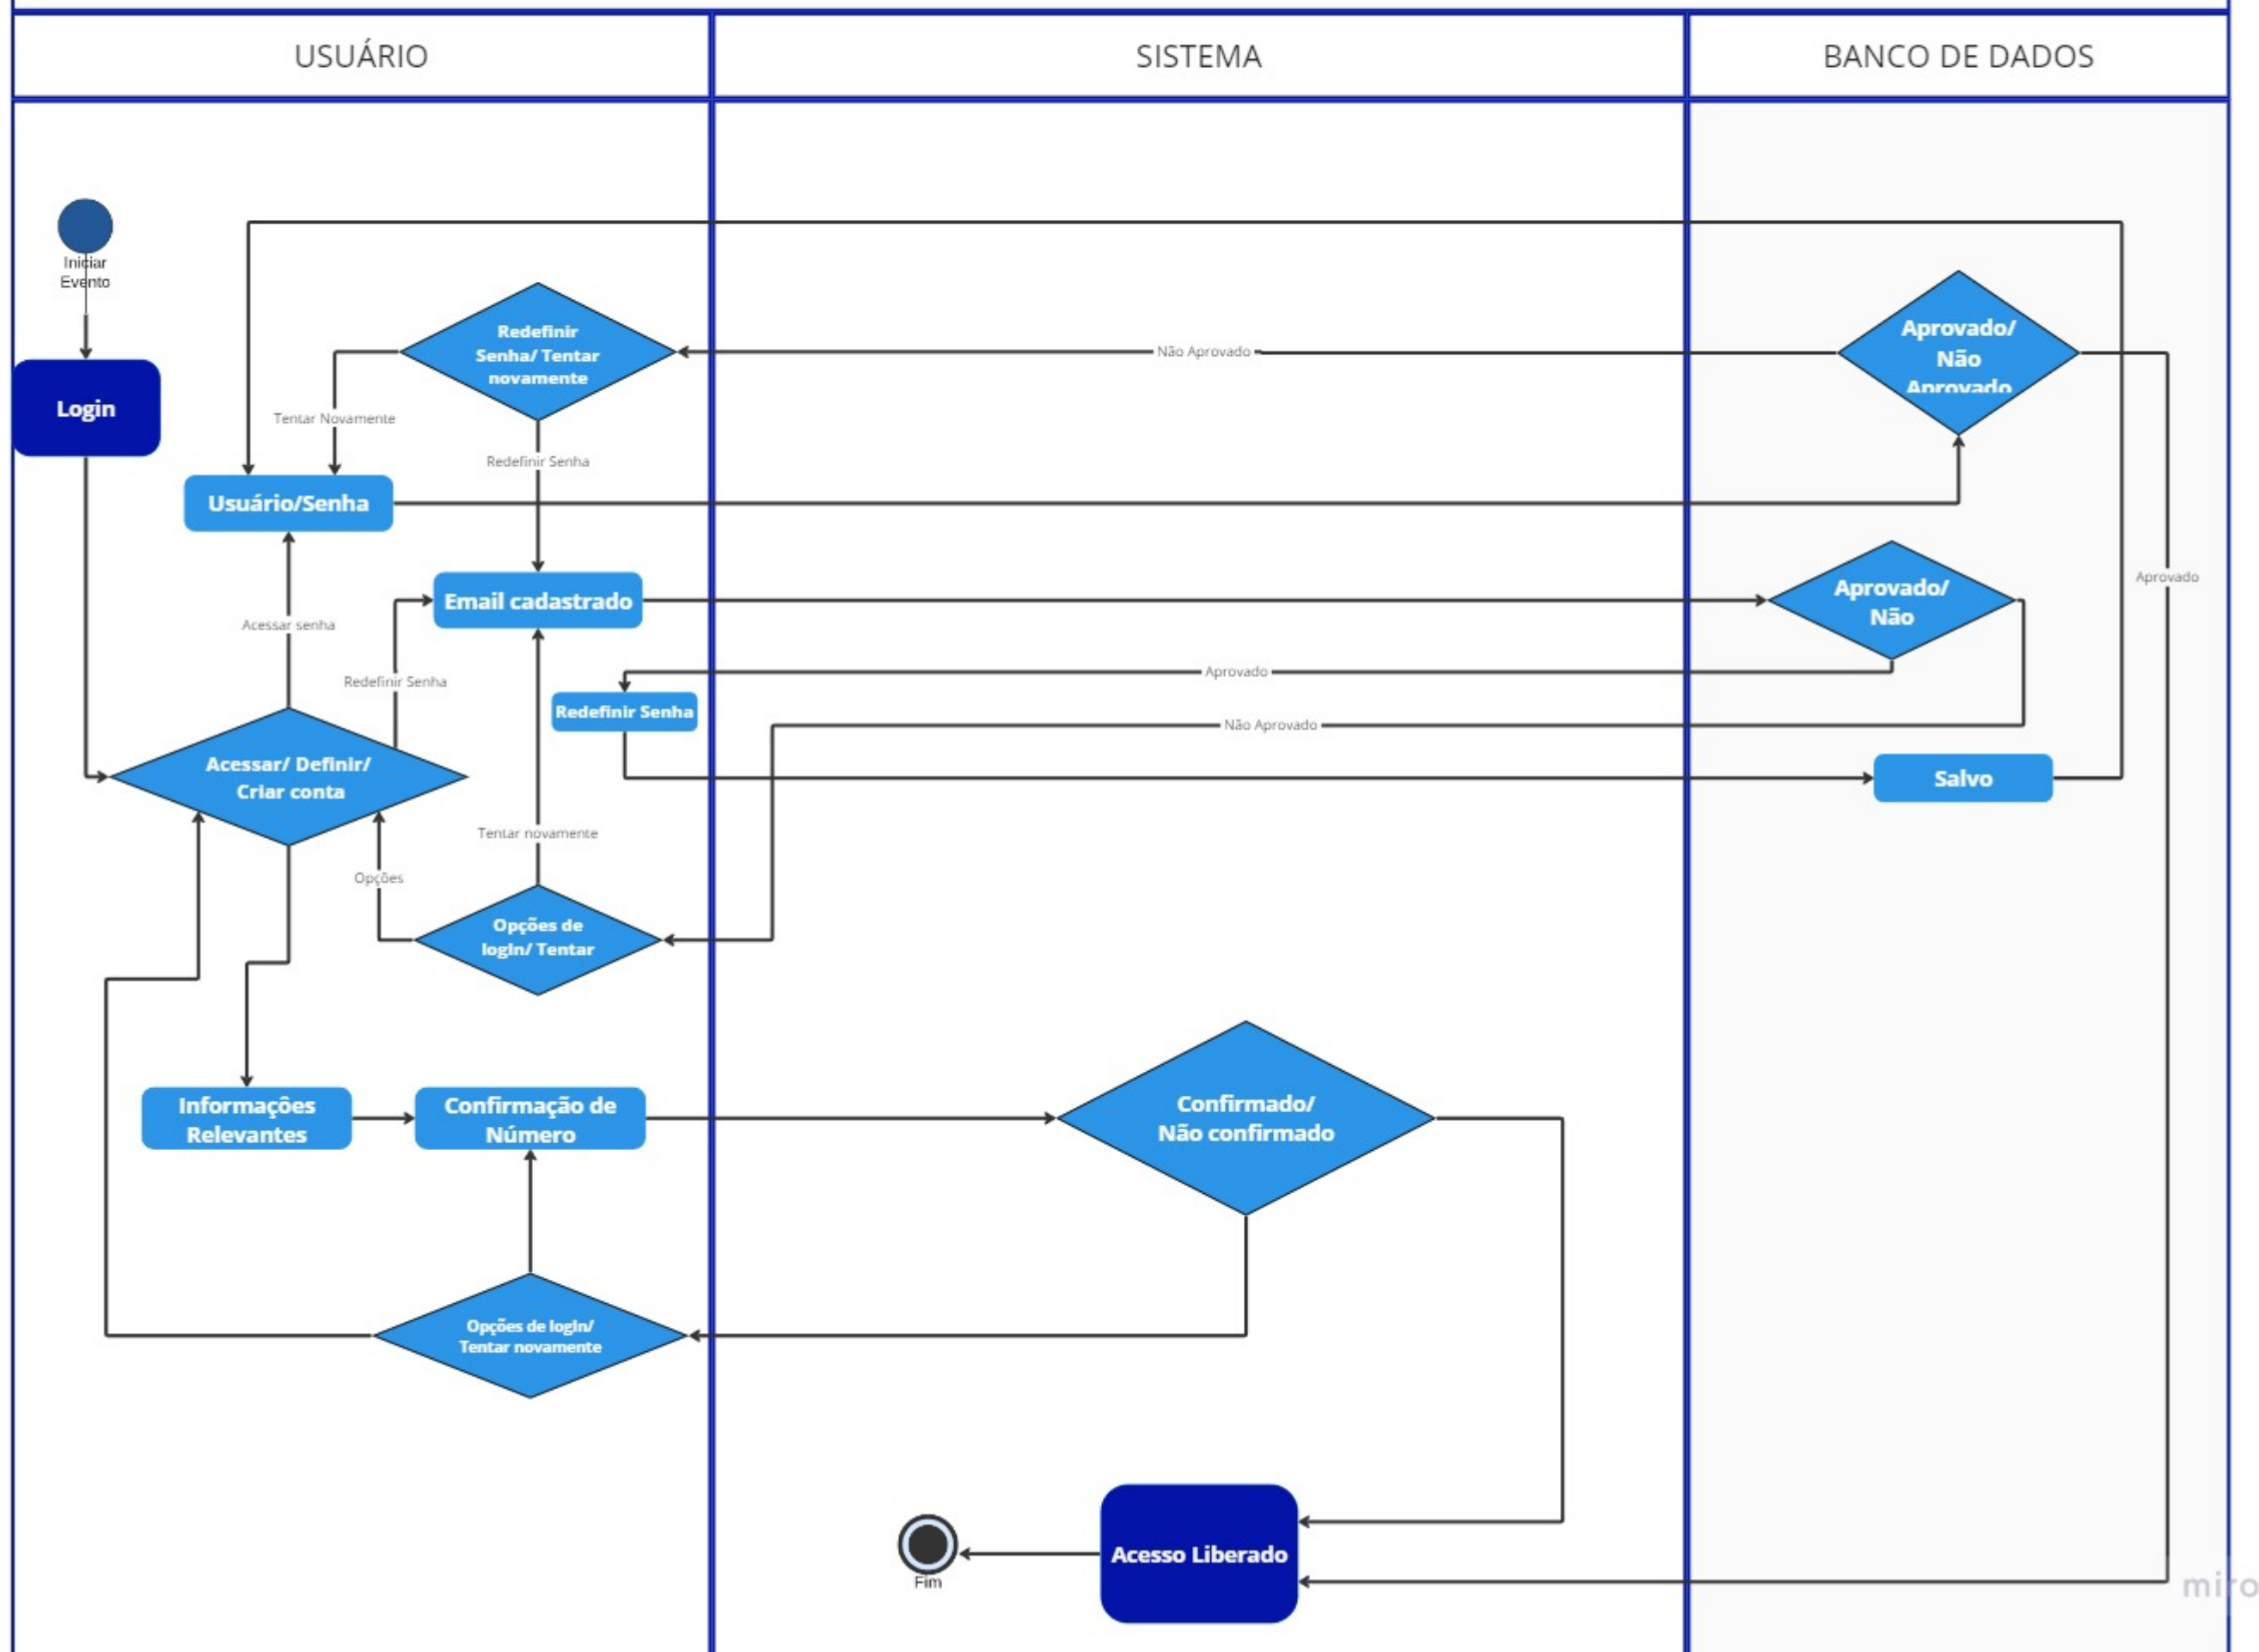 USUÁRIO
SISTEMA
BANCO DE DADOS
Iniciar
Evento
Login
Redefinir
Senha/ Tentar
novamente
Não Aprovado
Aprovado/
Não
Aprovado
Tentar Novamente
Redefinir Senha
Usuário/Senha
Email cadastrado
Aprovado/
Não
Aprovado
Acessar senha
Redefinir Senha
Aprovado
Redefinir Senha
Não Aprovado
Acessar/ Definir/
Criar conta
Salvo
Tentar novamente
Opções
Opções de
logIn/ Tentar
Informações
Relevantes
Confirmação de
Número
Confirmado/
Não confirmado
Opções de logIn/
Tentar novamente
Acesso Liberado
Fim
miro